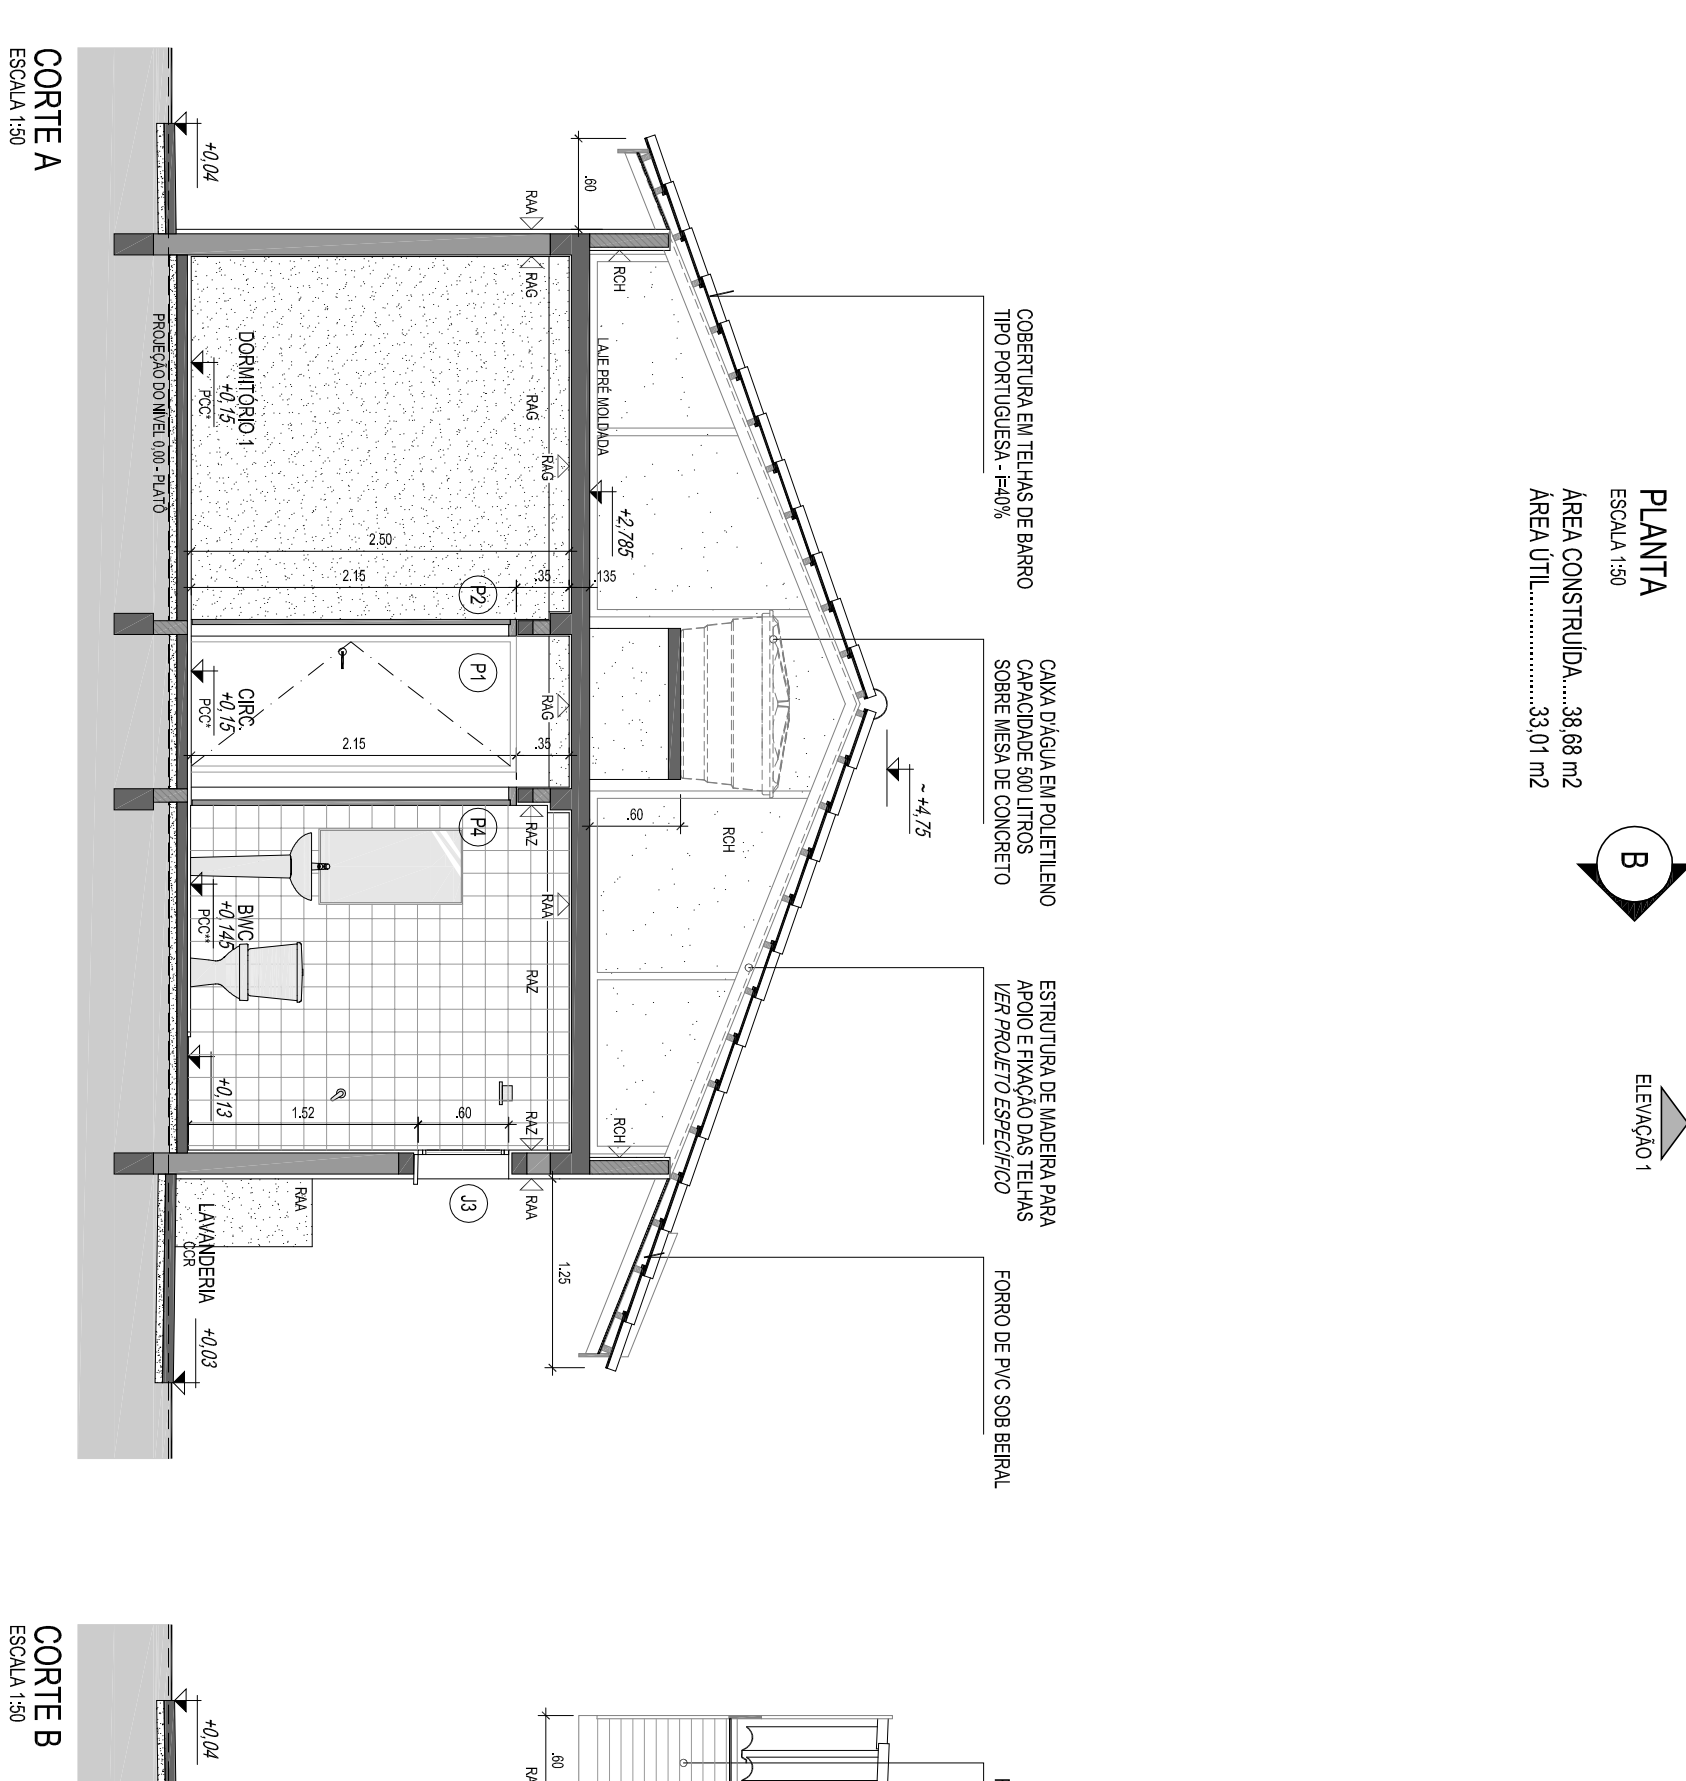 PLANTA
ESCALA 1:50
ÁREA CONSTRUÍDA....38,68 m2
ÁREA ÚTIL...................33,01 m2
B
ELEVAÇÃO 1
COBERTURA EM TELHAS DE BARRO
TIPO PORTUGUESA - i=40%
CAIXA D'ÁGUA EM POLIETILENO
CAPACIDADE 500 LITROS
SOBRE MESA DE CONCRETO
ESTRUTURA DE MADEIRA PARA
APOIO E FIXAÇÃO DAS TELHAS
VER PROJETO ESPECÍFICO
FORRO DE PVC SOB BEIRAL
~ +4,75
RCH
RCH
RCH
.60
LAJE PRÉ MOLDADA
+2,785
.135
.60
1.25
RAA
RAG
RAG
RAG
RAG
RAZ
RAA
RAZ
RAZ
RAA
2.50
2.15
.35
2.15
.35
P2
P1
P4
J3
1.52
.60
DORMITÓRIO 1
+0,15
PCC*
CIRC.
+0,15
PCC*
BWC
+0,145
PCC**
+0,13
RAA
LAVANDERIA
CCR
+0,03
+0,04
PROJEÇÃO DO NÍVEL 0,00 - PLATÔ
CORTE A
ESCALA 1:50
.60
+0,04
CORTE B
ESCALA 1:50